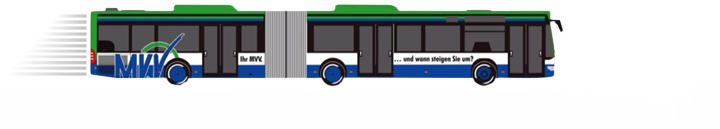 MVV
Ihr MVV.
... und wann steigen Sie um?